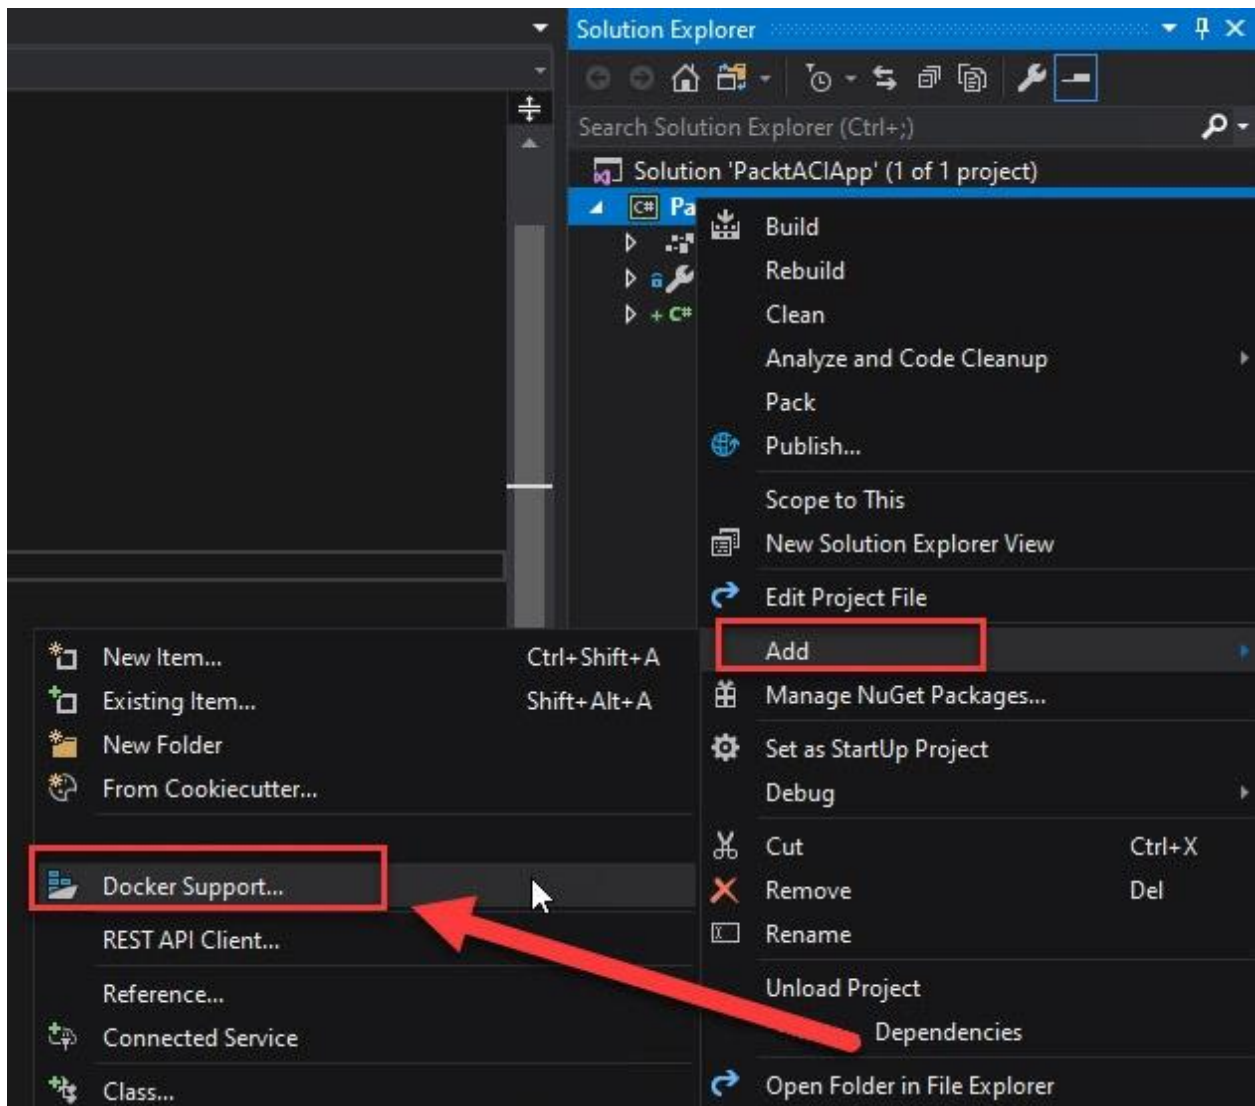 Solution Explorer
Search Solution Explorer (Ctrl+;)
Solution 'PacktACIApp' (1 of 1 project)
C# Pa
C#
Build
Rebuild
Clean
Analyze and Code Cleanup
Pack
Publish...
Scope to This
New Solution Explorer View
Edit Project File
Add
Manage NuGet Packages...
Set as StartUp Project
Debug
Cut Ctrl+X
Remove Del
Rename
Unload Project
Dependencies
Open Folder in File Explorer
New Item... Ctrl+Shift+A
Existing Item... Shift+Alt+A
New Folder
From Cookiecutter...
Docker Support...
REST API Client...
Reference...
Connected Service
Class...